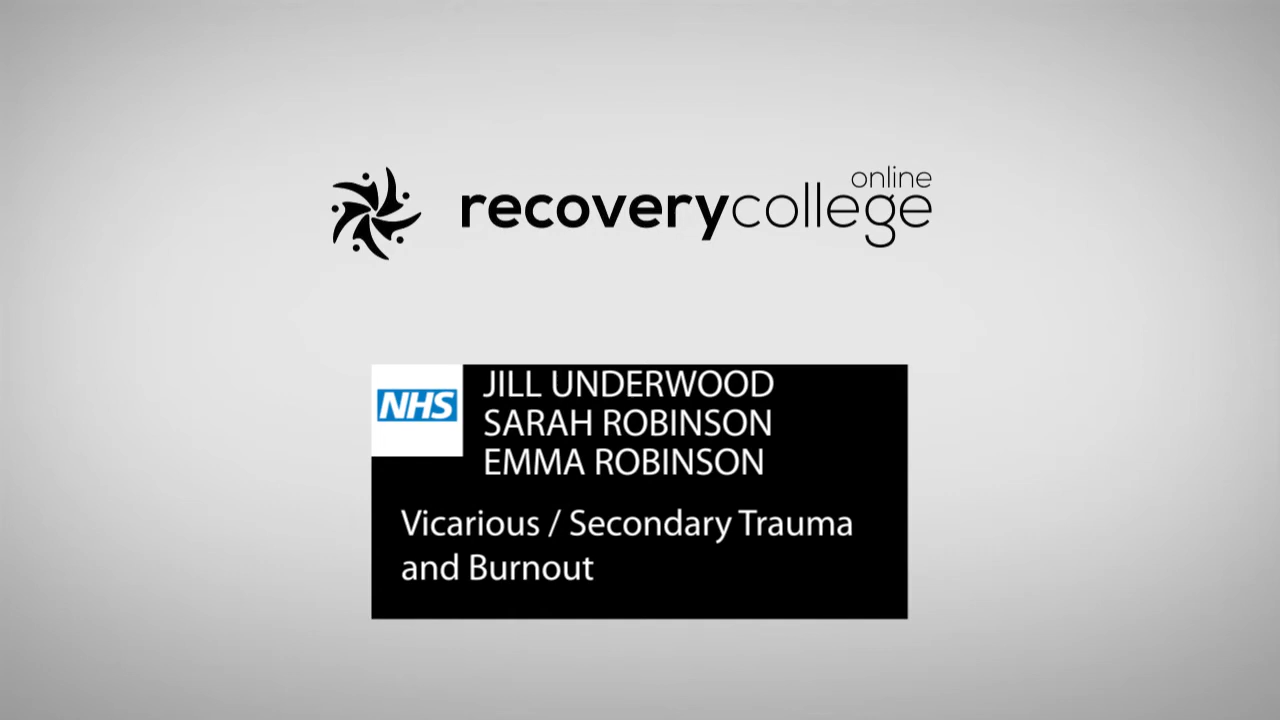 online
recoverycollege
NHS
JILL UNDERWOOD
SARAH ROBINSON
EMMA ROBINSON
Vicarious / Secondary Trauma
and Burnout